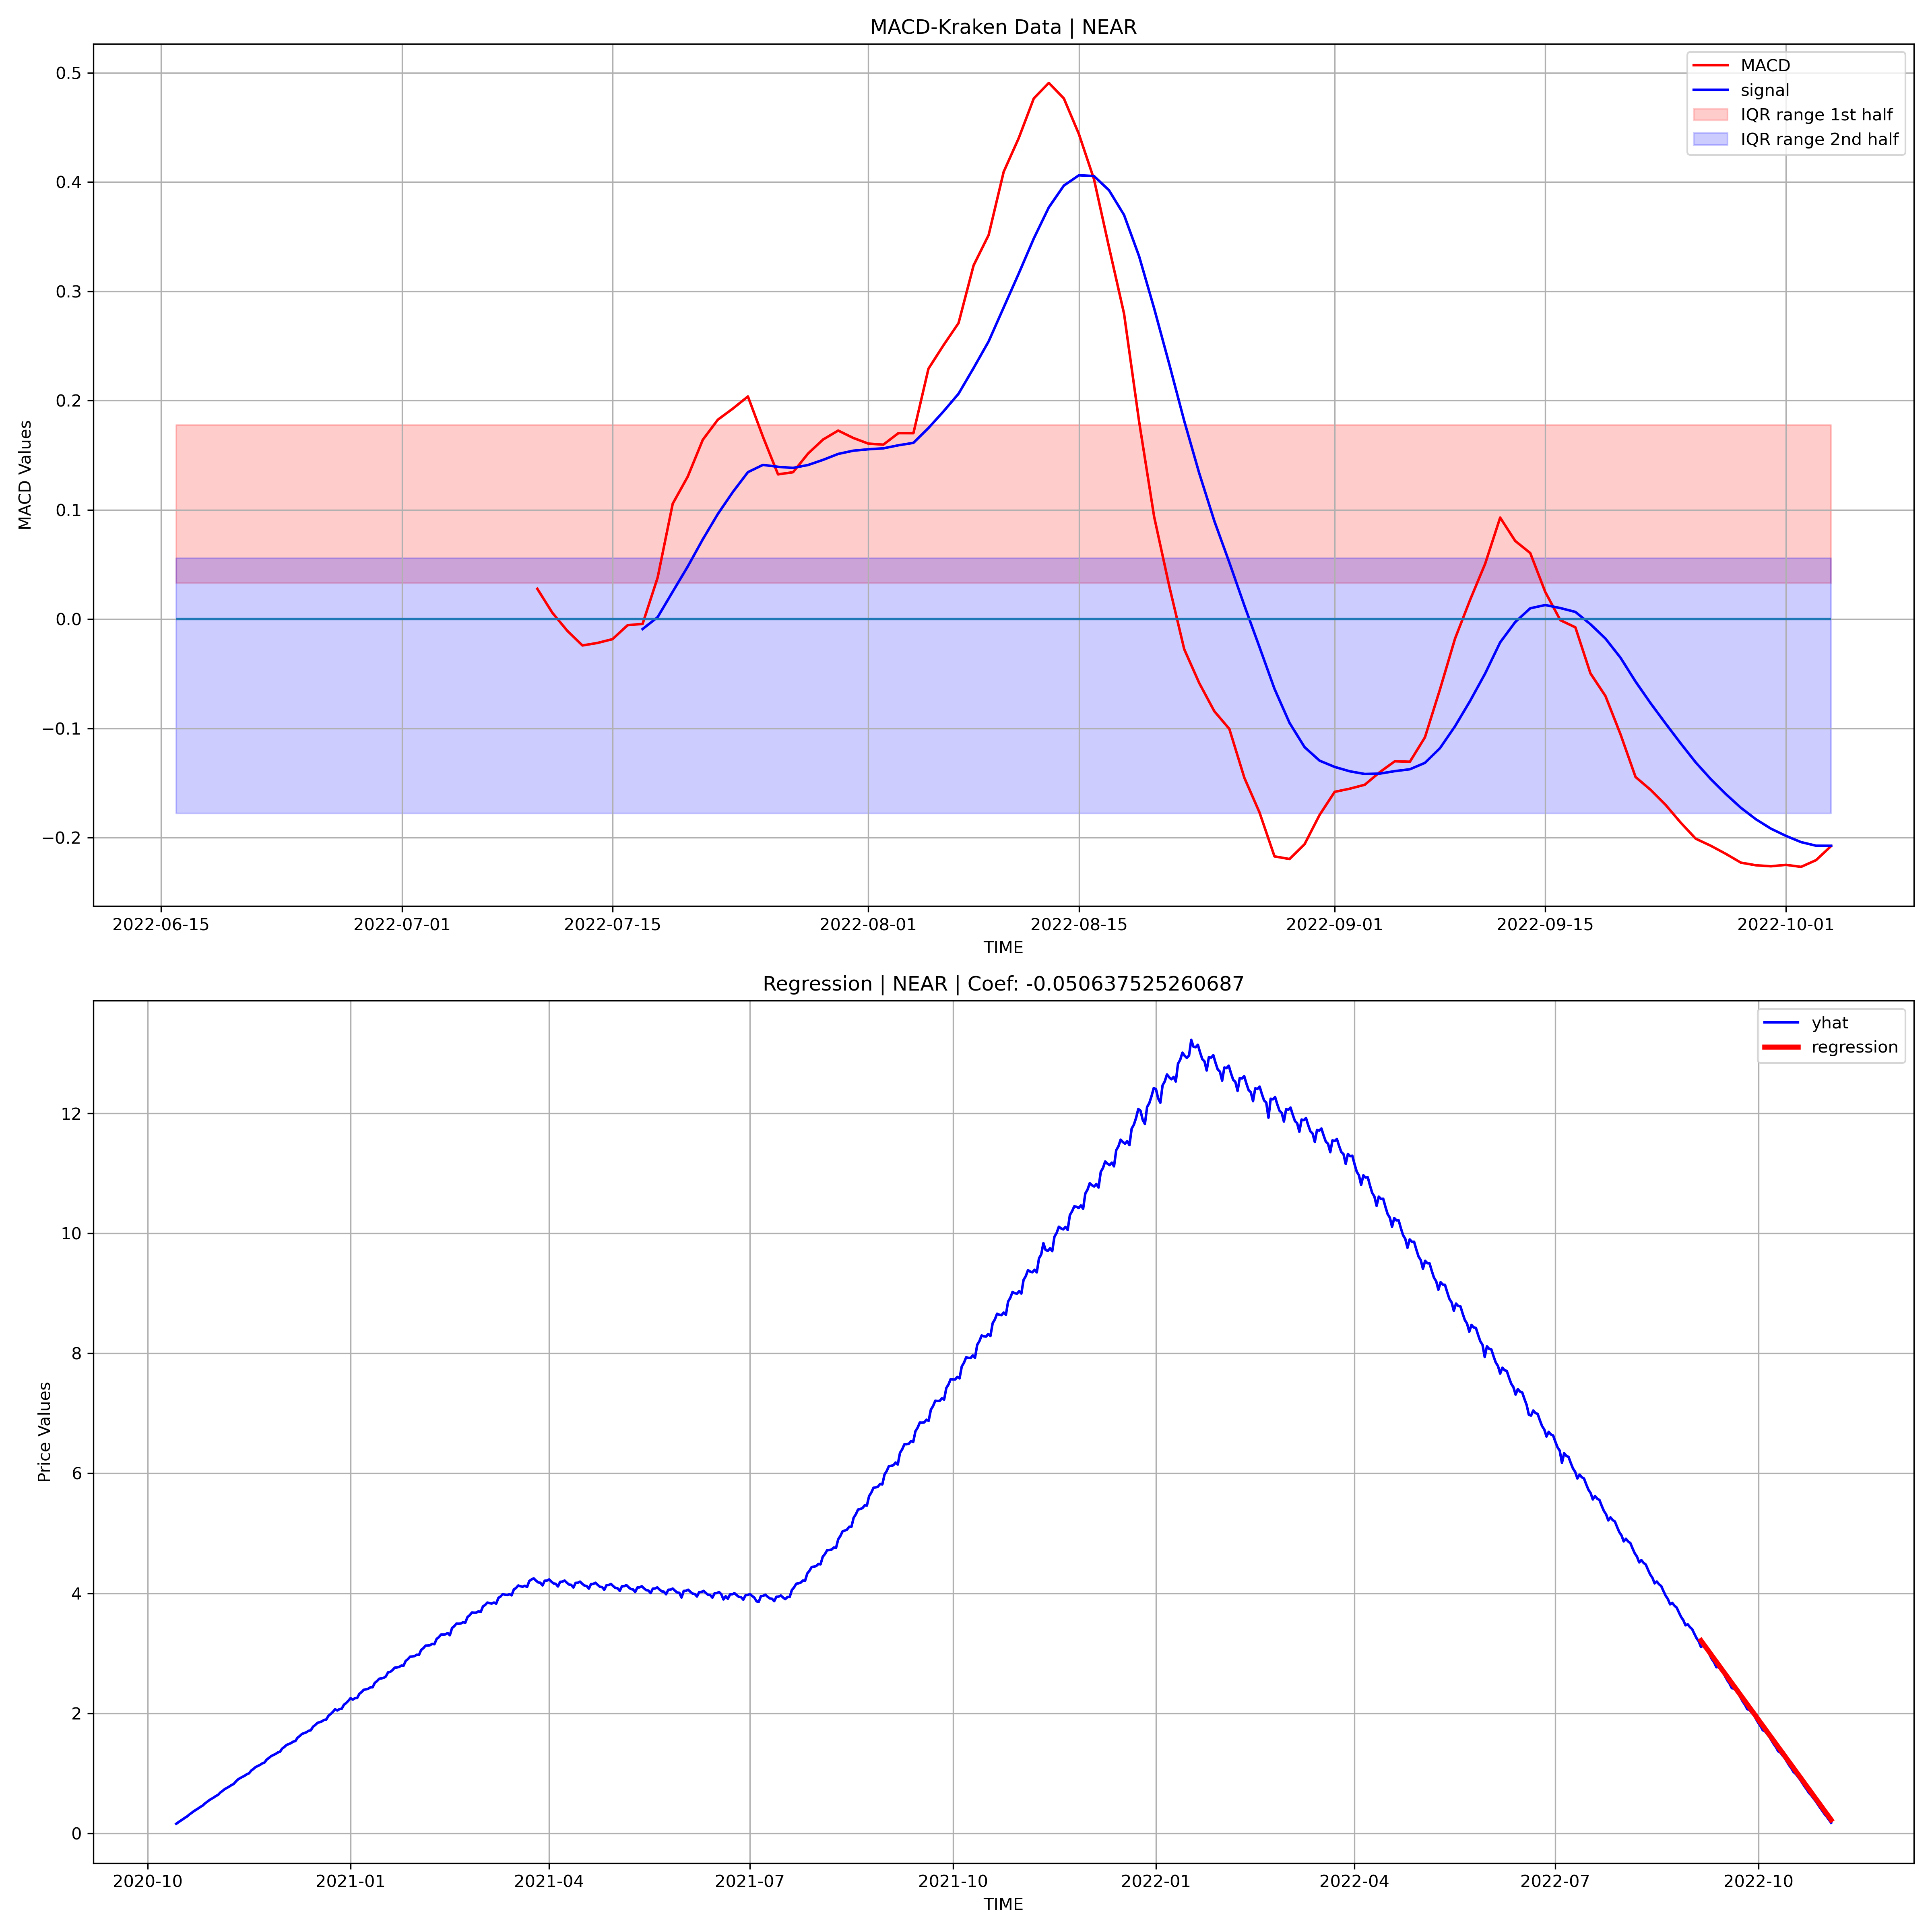 MACD-Kraken Data | NEAR
MACD
signal
IQR range 1st half
IQR range 2nd half
MACD Values
0.5
0.4
0.3
0.2
0.1
0.0
−0.1
−0.2
2022-06-15 2022-07-01 2022-07-15 2022-08-01 2022-08-15 2022-09-01 2022-09-15 2022-10-01
TIME
Regression | NEAR | Coef: -0.050637525260687
yhat
regression
Price Values
12
10
8
6
4
2
0
2020-10 2021-01 2021-04 2021-07 2021-10 2022-01 2022-04 2022-07 2022-10
TIME